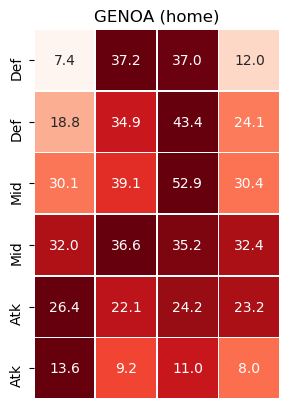 GENOA (home)
Def 7.4 37.2 37.0 12.0
Def 18.8 34.9 43.4 24.1
Mid 30.1 39.1 52.9 30.4
Mid 32.0 36.6 35.2 32.4
Atk 26.4 22.1 24.2 23.2
Atk 13.6 9.2 11.0 8.0